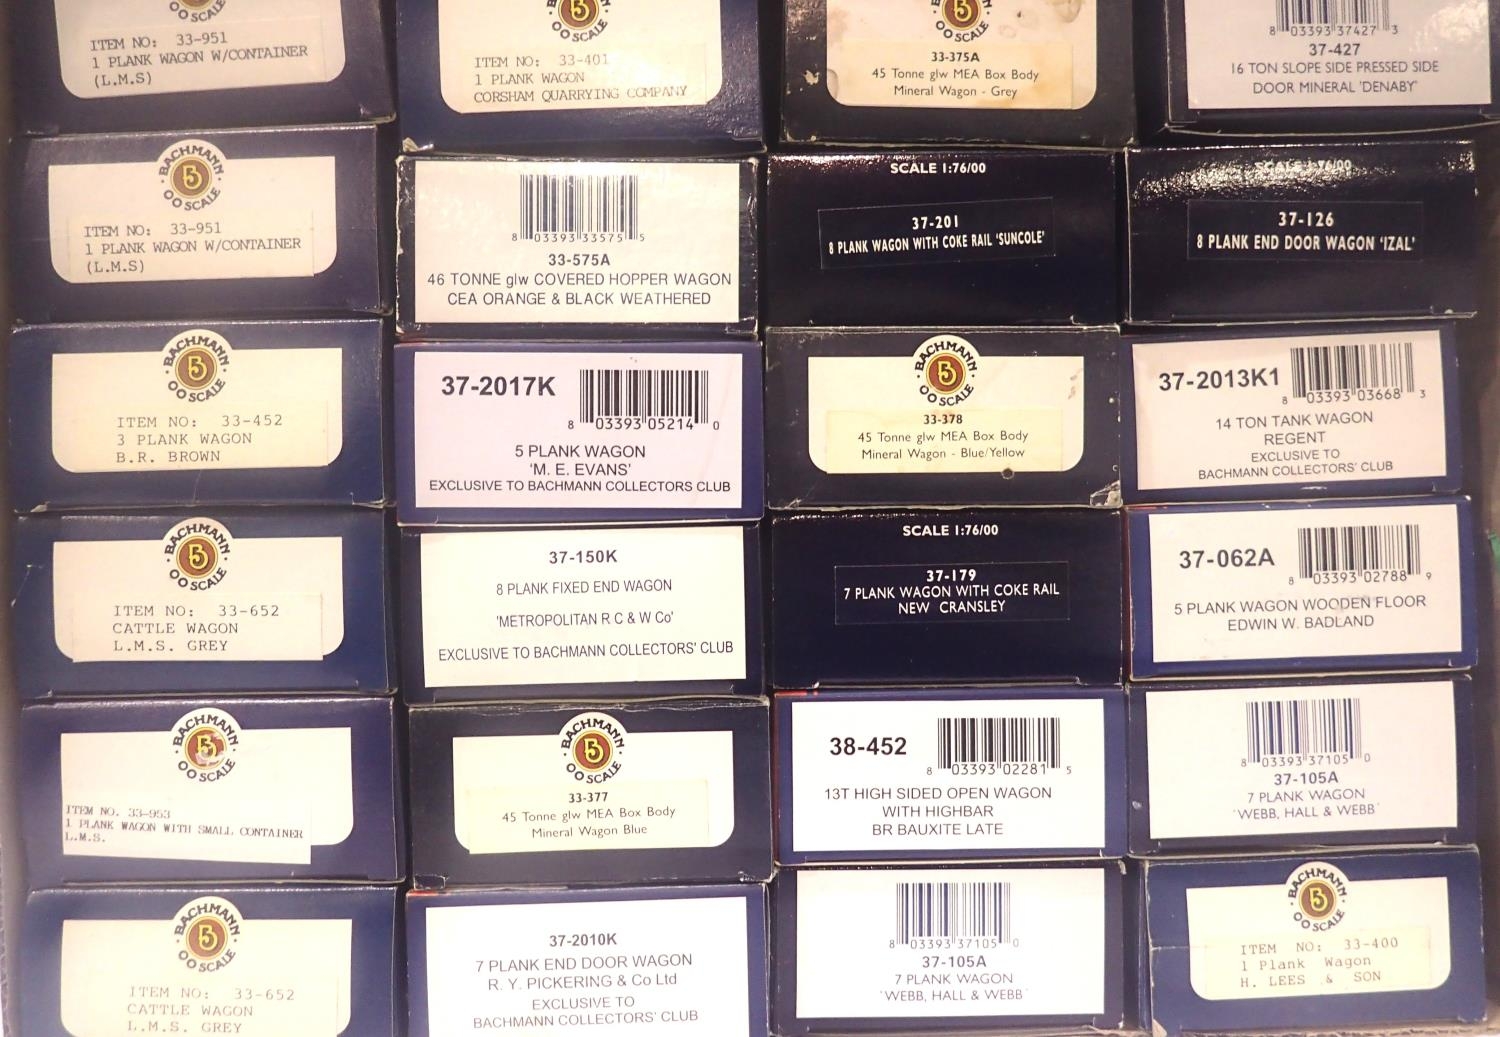 OO SCALE
ITEM NO: 33-951
1 PLANK WAGON W/CONTAINER
(L.M.S)
BACHMANN
OO SCALE
ITEM NO: 33-951
1 PLANK WAGON W/CONTAINER
(L.M.S)
BACHMANN
OO SCALE
ITEM NO: 33-452
3 PLANK WAGON
B.R. BROWN
BACHMANN
OO SCALE
ITEM NO: 33-652
CATTLE WAGON
L.M.S. GREY
BACHMANN
OO SCALE
ITEM NO. 33-953
1 PLANK WAGON WITH SMALL CONTAINER
L.M.S.
BACHMANN
OO SCALE
ITEM NO: 33-652
CATTLE WAGON
L.M.S. GREY
OO SCALE
ITEM NO: 33-401
1 PLANK WAGON
CORSHAM QUARRYING COMPANY
8 03393 33575 5
33-575A
46 TONNE glw COVERED HOPPER WAGON
CEA ORANGE & BLACK WEATHERED
37-2017K
8 03393 05214 0
5 PLANK WAGON
'M. E. EVANS'
EXCLUSIVE TO BACHMANN COLLECTORS CLUB
37-150K
8 PLANK FIXED END WAGON
'METROPOLITAN R C & W Co'
EXCLUSIVE TO BACHMANN COLLECTORS' CLUB
BACHMANN
OO SCALE
33-377
45 Tonne glw MEA Box Body
Mineral Wagon Blue
37-2010K
7 PLANK END DOOR WAGON
R. Y. PICKERING & Co Ltd
EXCLUSIVE TO
BACHMANN COLLECTORS' CLUB
OO SCALE
33-375A
45 Tonne glw MEA Box Body
Mineral Wagon - Grey
SCALE 1:76/00
37-201
8 PLANK WAGON WITH COKE RAIL 'SUNCOLE'
BACHMANN
OO SCALE
33-378
45 Tonne glw MEA Box Body
Mineral Wagon - Blue/Yellow
SCALE 1:76/00
37-179
7 PLANK WAGON WITH COKE RAIL
NEW CRANSLEY
38-452
8 03393 02281 5
13T HIGH SIDED OPEN WAGON
WITH HIGHBAR
BR BAUXITE LATE
8 03393 37105 0
37-105A
7 PLANK WAGON
'WEBB, HALL & WEBB'
8 03393 37427 3
37-427
16 TON SLOPE SIDE PRESSED SIDE
DOOR MINERAL 'DENABY'
SCALE 1:76/00
37-126
8 PLANK END DOOR WAGON 'IZAL'
37-2013K1
8 03393 03668 3
14 TON TANK WAGON
REGENT
EXCLUSIVE TO
BACHMANN COLLECTORS' CLUB
37-062A
8 03393 02788 9
5 PLANK WAGON WOODEN FLOOR
EDWIN W. BADLAND
8 03393 37105 0
37-105A
7 PLANK WAGON
'WEBB, HALL & WEBB'
BACHMANN
OO SCALE
ITEM NO: 33-400
1 Plank Wagon
H. LEES & SON